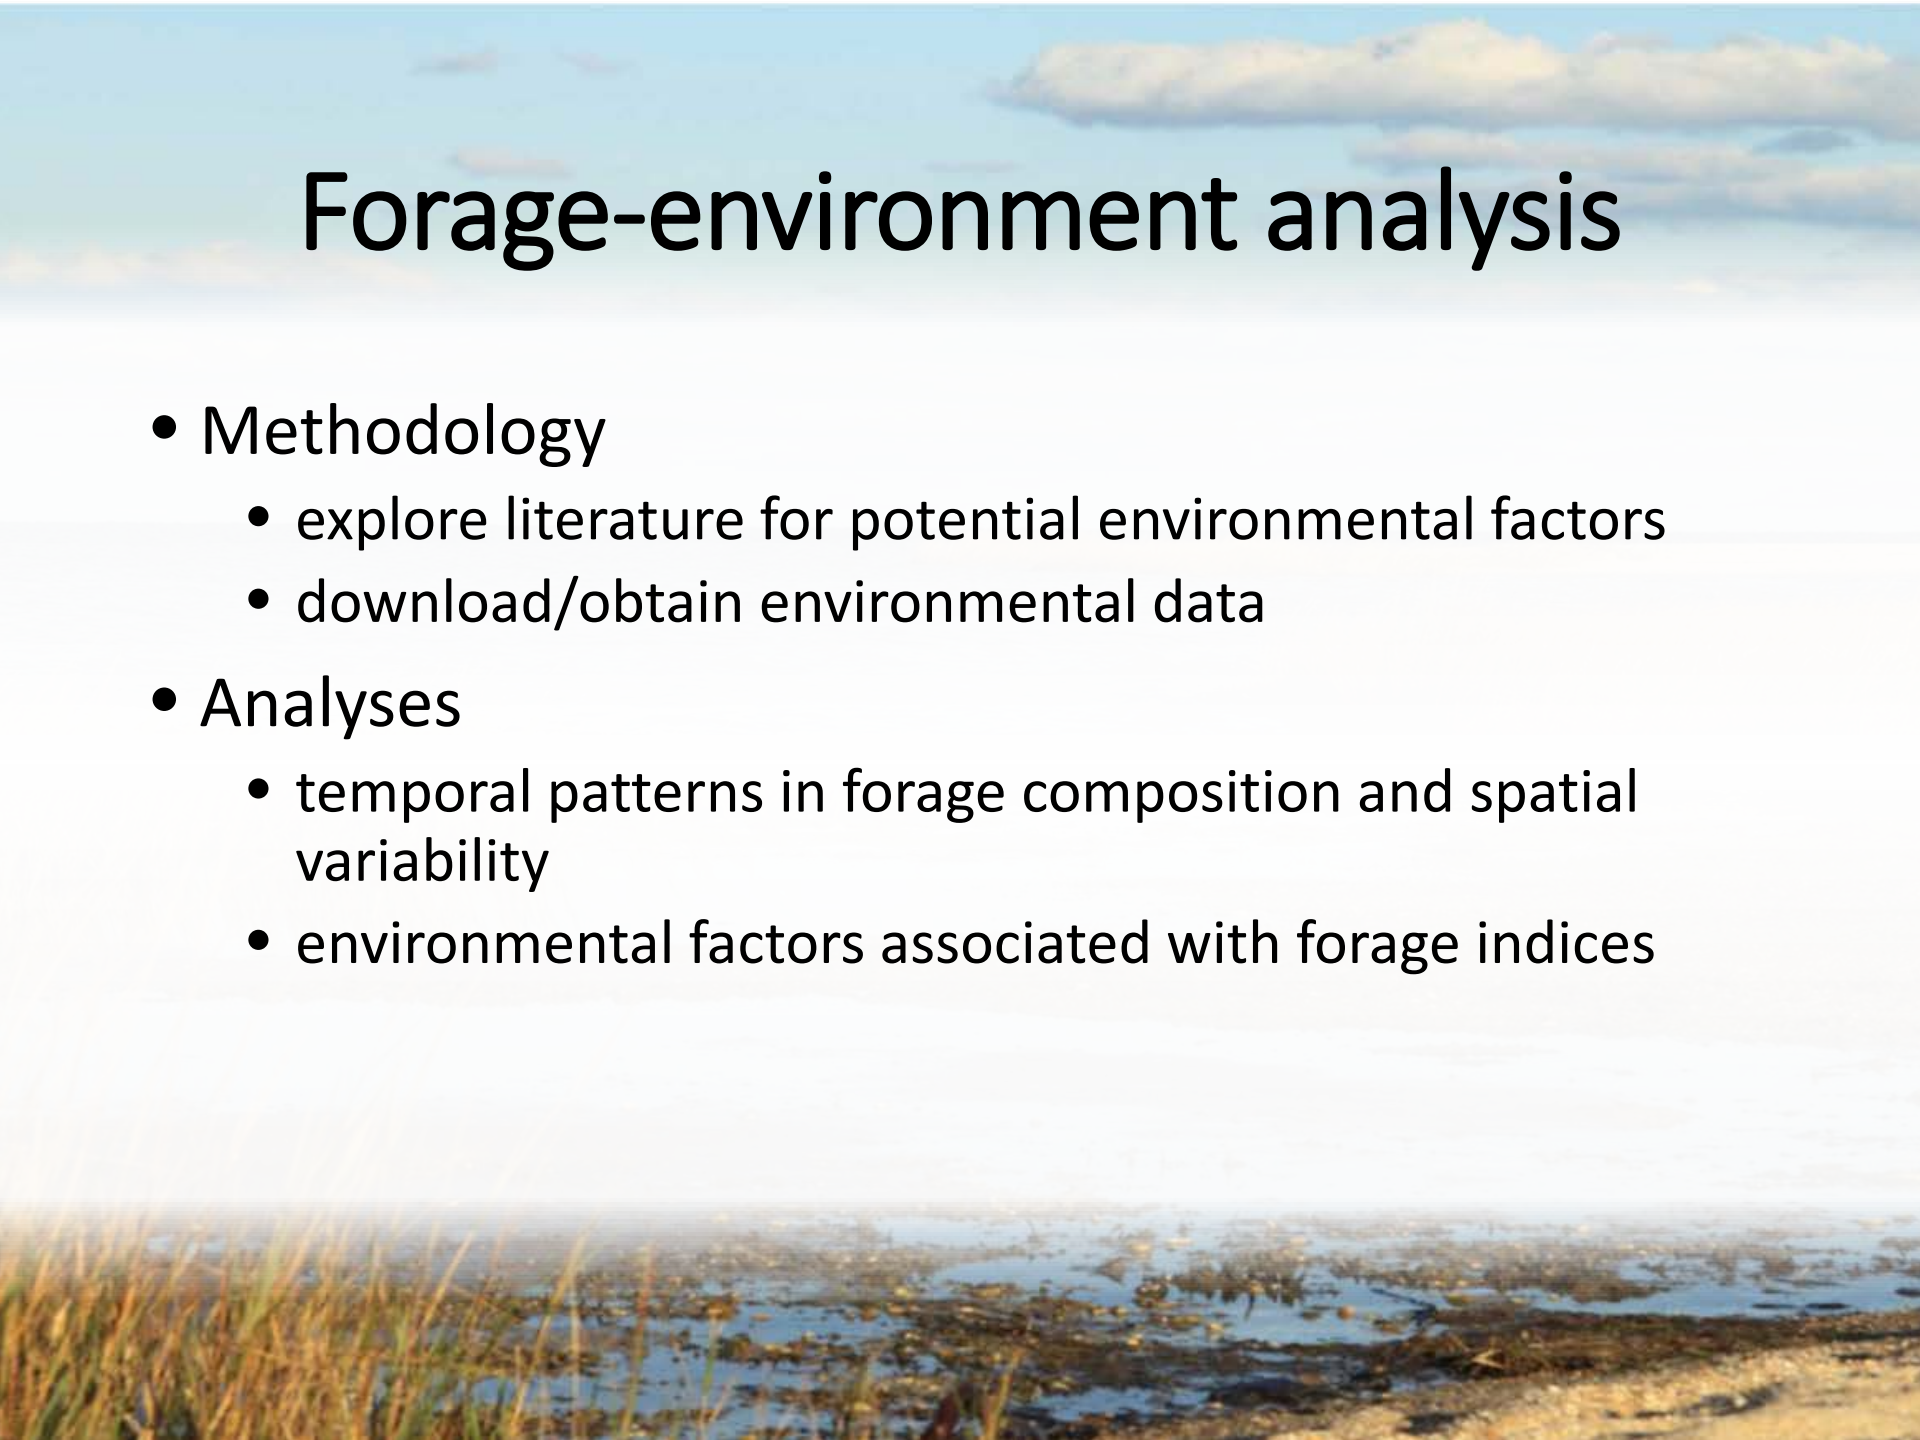 Forage-environment analysis
• Methodology
• explore literature for potential environmental factors
• download/obtain environmental data
• Analyses
• temporal patterns in forage composition and spatial
variability
• environmental factors associated with forage indices